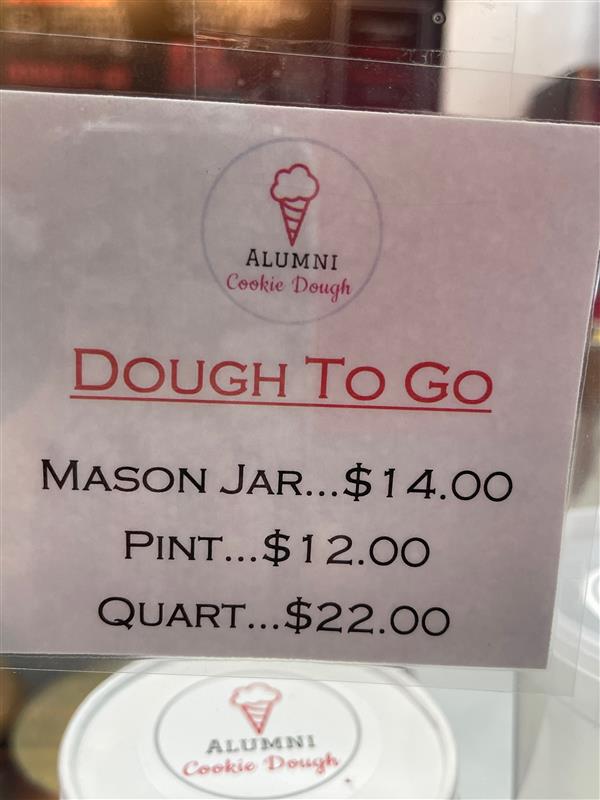 ALUMNI
Cookie Dough
DOUGH TO GO
MASON JAR...$14.00
PINT...$12.00
QUART...$22.00
ALUMNI
Cookie Dough